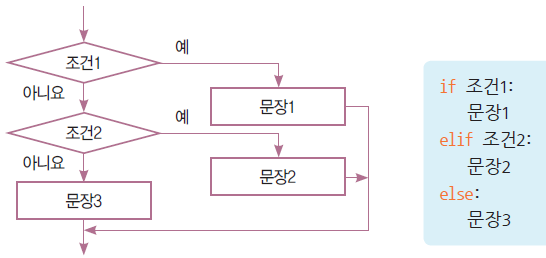 예
조건1
아니요
문장1
예
조건2
아니요
문장2
문장3
if 조건1:
문장1
elif 조건2:
문장2
else:
문장3